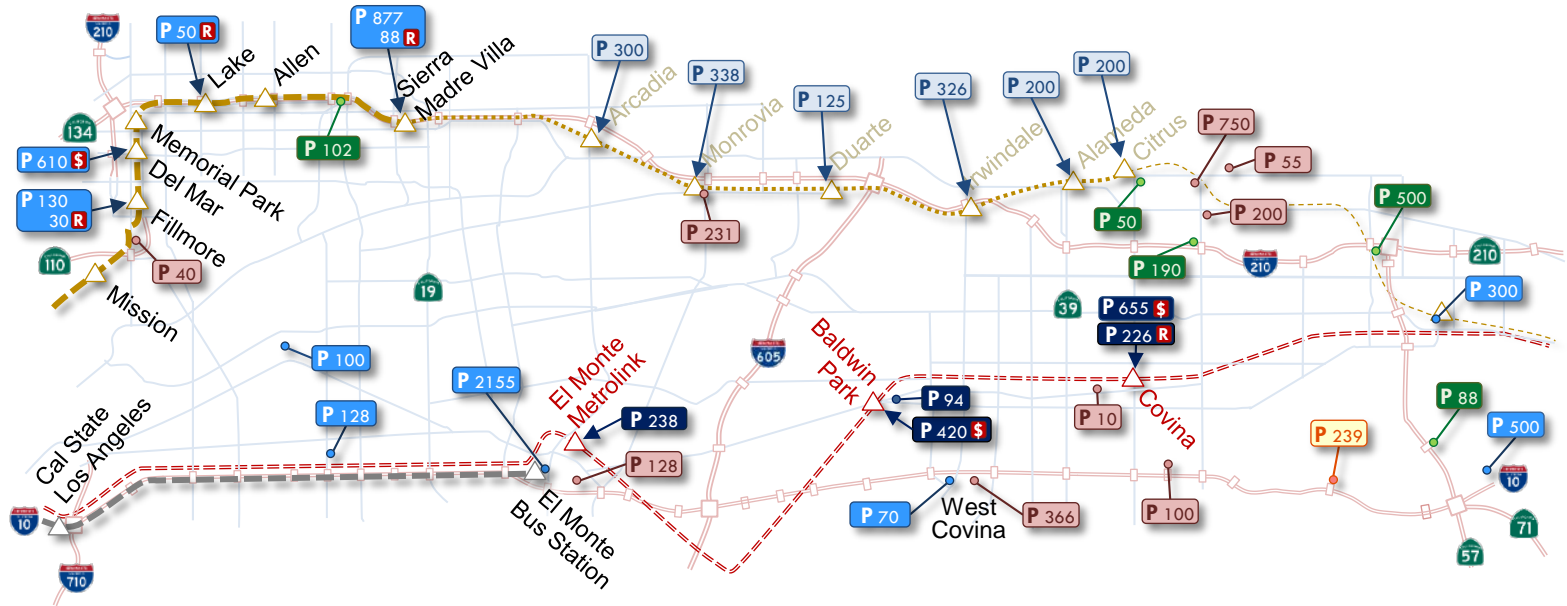 210
P 50 R
P 877
88 R
Lake
Allen
Sierra
Madre Villa
P 300
Arcadia
P 338
Monrovia
P 125
Duarte
P 326
Irwindale
P 200
Alameda
P 200
Citrus
P 750
P 55
134
P 102
Memorial Park
P 610 $
Del Mar
P 130
30 R
Fillmore
P 40
110
Mission
P 231
P 50
P 200
P 500
P 190
210
210
19
39
P 300
P 655 $
P 226 R
P 100
605
P 2155
El Monte
Metrolink
Baldwin
Park
P 94
P 420 $
P 10
Covina
P 128
P 238
P 128
Cal State
Los Angeles
10
710
El Monte
Bus Station
P 70
West
Covina
P 366
P 100
P 239
P 88
P 500
10
71
57